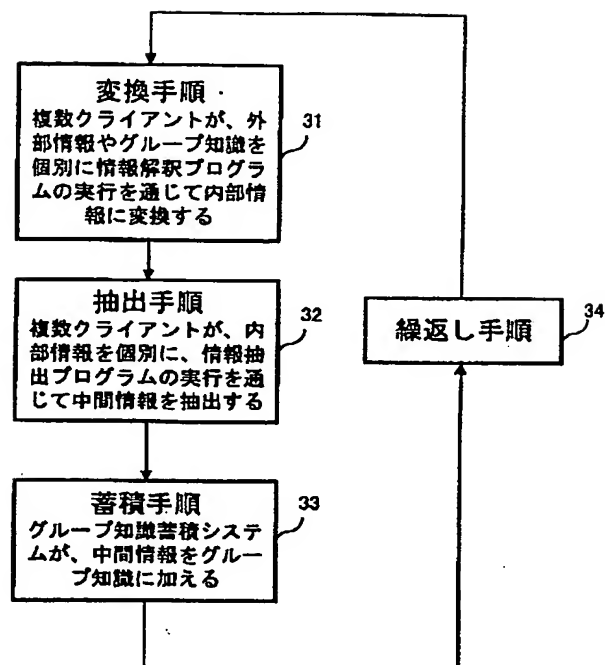 変換手順
複数クライアントが、外
部情報やグループ知識を
個別に情報解釈プログラ
ムの実行を通じて内部情
報に変換する
31
抽出手順
複数クライアントが、内
部情報を個別に、情報抽
出プログラムの実行を通
じて中間情報を抽出する
32
繰返し手順
34
蓄積手順
グループ知識蓄積システ
ムが、中間情報をグルー
プ知識に加える
33